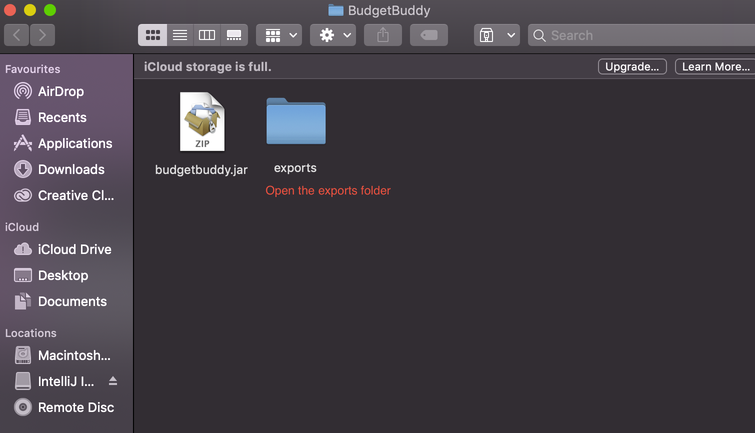 BudgetBuddy
Search
Favourites
AirDrop
Recents
Applications
Downloads
Creative Cl...
iCloud
iCloud Drive
Desktop
Documents
Locations
Macintosh...
IntelliJ I...
Remote Disc
iCloud storage is full.
Upgrade...
Learn More...
ZIP
budgetbuddy.jar
exports
Open the exports folder